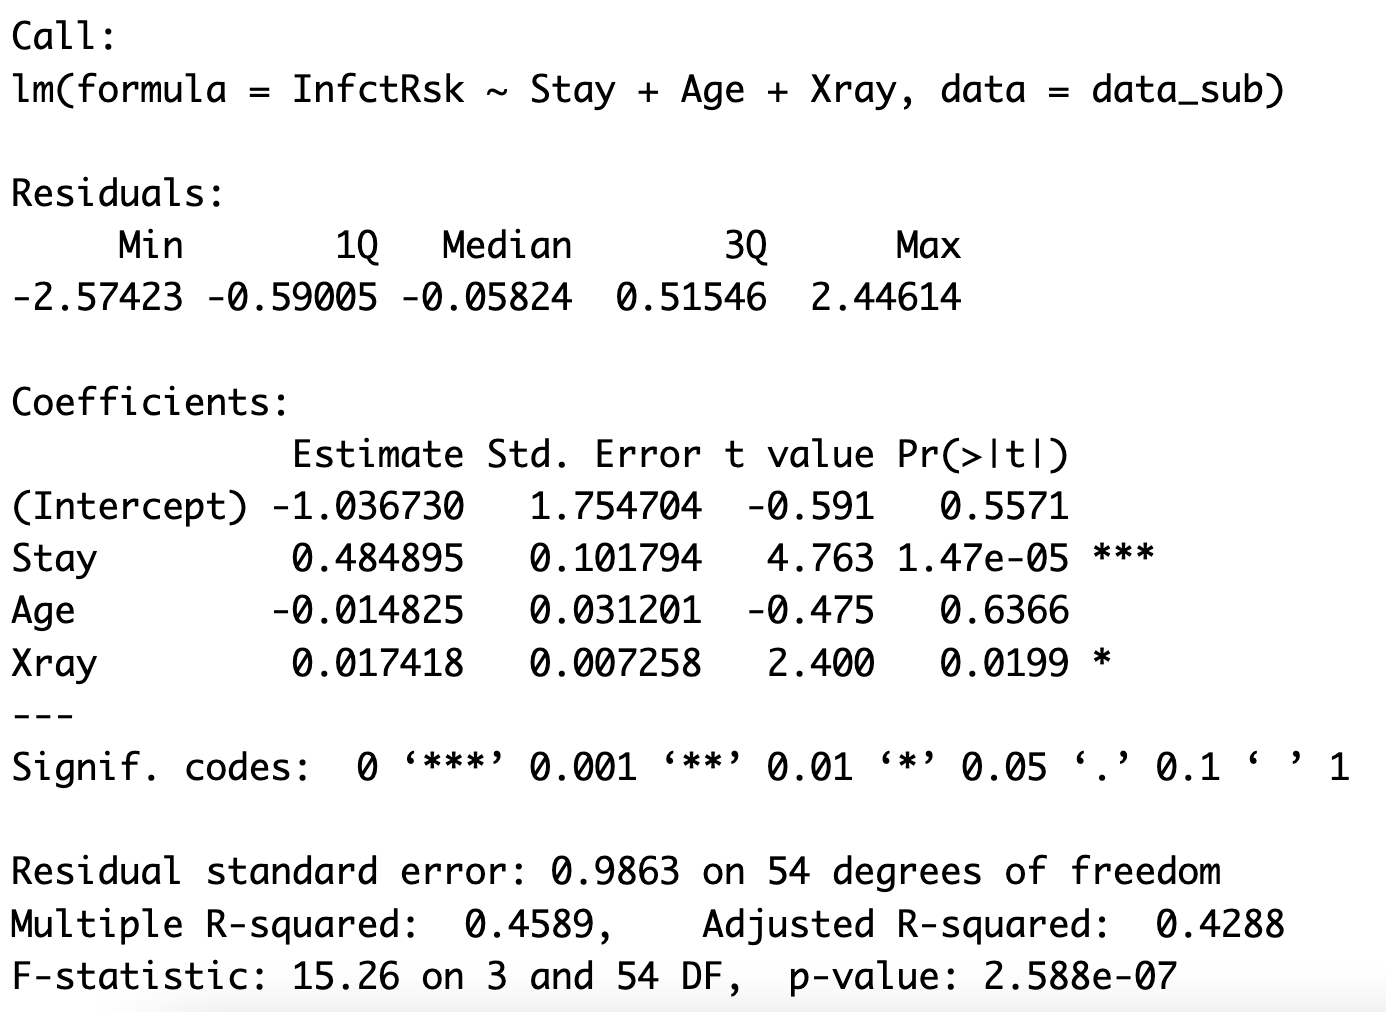 Call:
lm(formula = InfctRsk ~ Stay + Age + Xray, data = data_sub)
Residuals:
     Min       1Q   Median       3Q      Max
-2.57423 -0.59005 -0.05824  0.51546  2.44614
Coefficients:
             Estimate Std. Error t value Pr(>|t|)
(Intercept) -1.036730   1.754704  -0.591   0.5571
Stay         0.484895   0.101794   4.763 1.47e-05 ***
Age         -0.014825   0.031201  -0.475   0.6366
Xray         0.017418   0.007258   2.400   0.0199 *
---
Signif. codes:  0 ‘***’ 0.001 ‘**’ 0.01 ‘*’ 0.05 ‘.’ 0.1 ‘ ’ 1
Residual standard error: 0.9863 on 54 degrees of freedom
Multiple R-squared:  0.4589,    Adjusted R-squared:  0.4288
F-statistic: 15.26 on 3 and 54 DF,  p-value: 2.588e-07